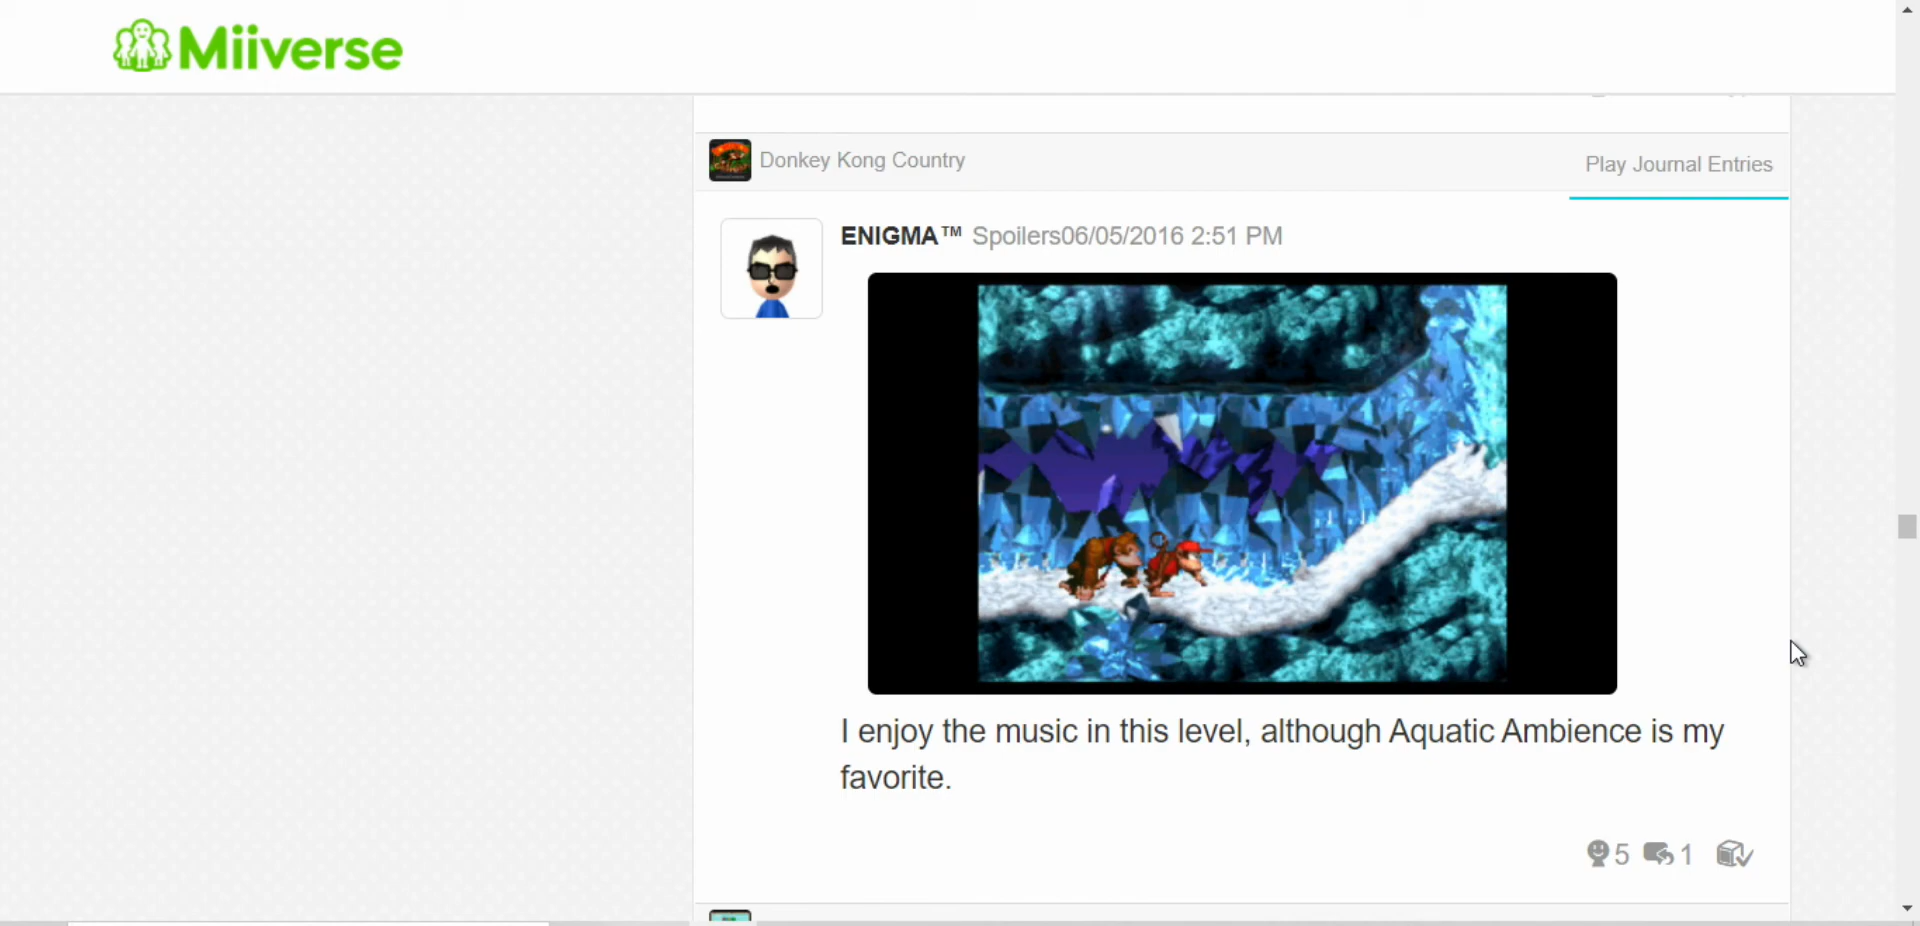 Miiverse
Donkey Kong Country
Play Journal Entries
ENIGMA™ Spoilers06/05/2016 2:51 PM
I enjoy the music in this level, although Aquatic Ambience is my
favorite.
5 1